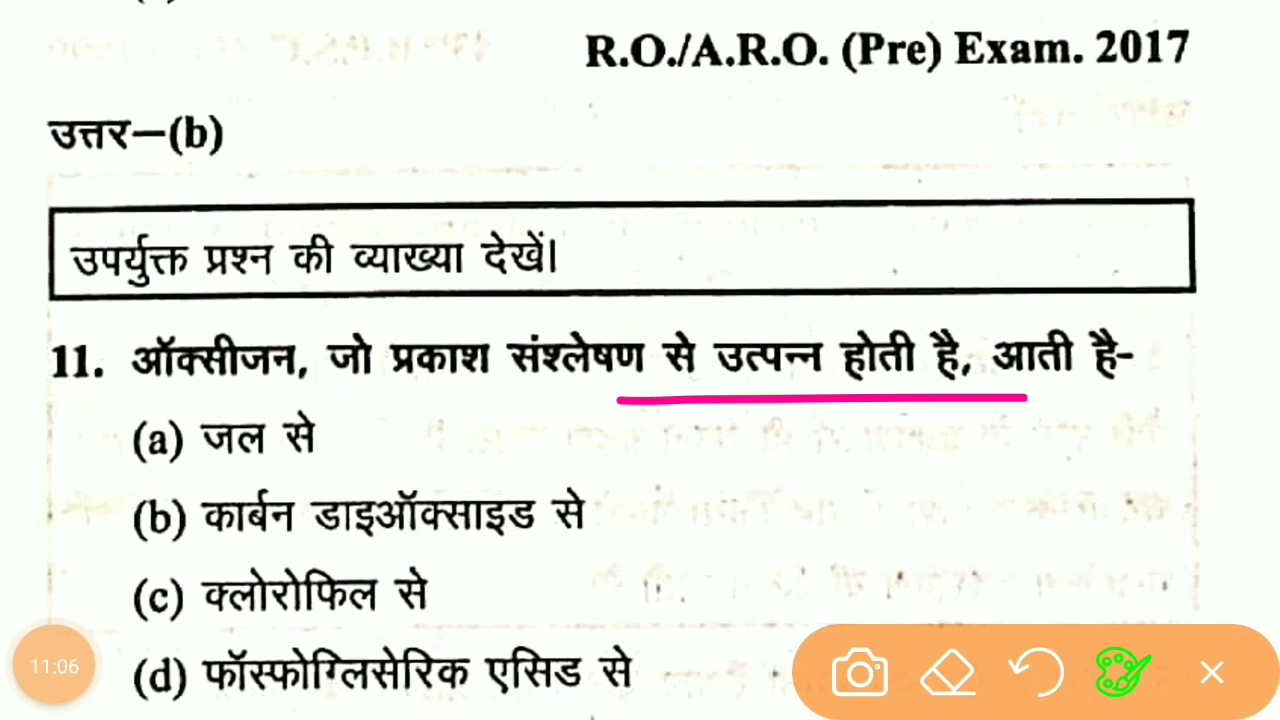 R.O./A.R.O. (Pre) Exam. 2017
उत्तर–(b)
उपर्युक्त प्रश्न की व्याख्या देखें।
11. ऑक्सीजन, जो प्रकाश संश्लेषण से उत्पन्न होती है, आती है-
(a) जल से
(b) कार्बन डाइऑक्साइड से
(c) क्लोरोफिल से
(d) फॉस्फोग्लिसेरिक एसिड से
11:06